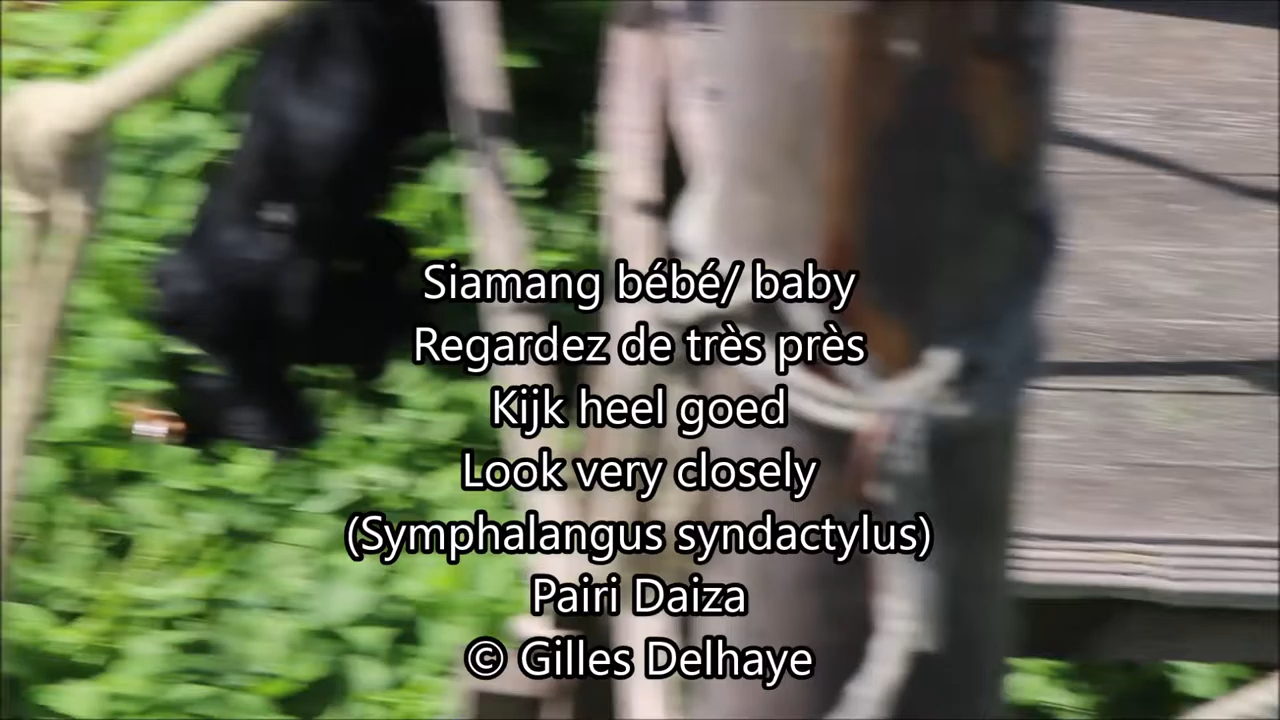 Siamang bébé/ baby
Regardez de très près
Kijk heel goed
Look very closely
(Symphalangus syndactylus)
Pairi Daiza
© Gilles Delhaye